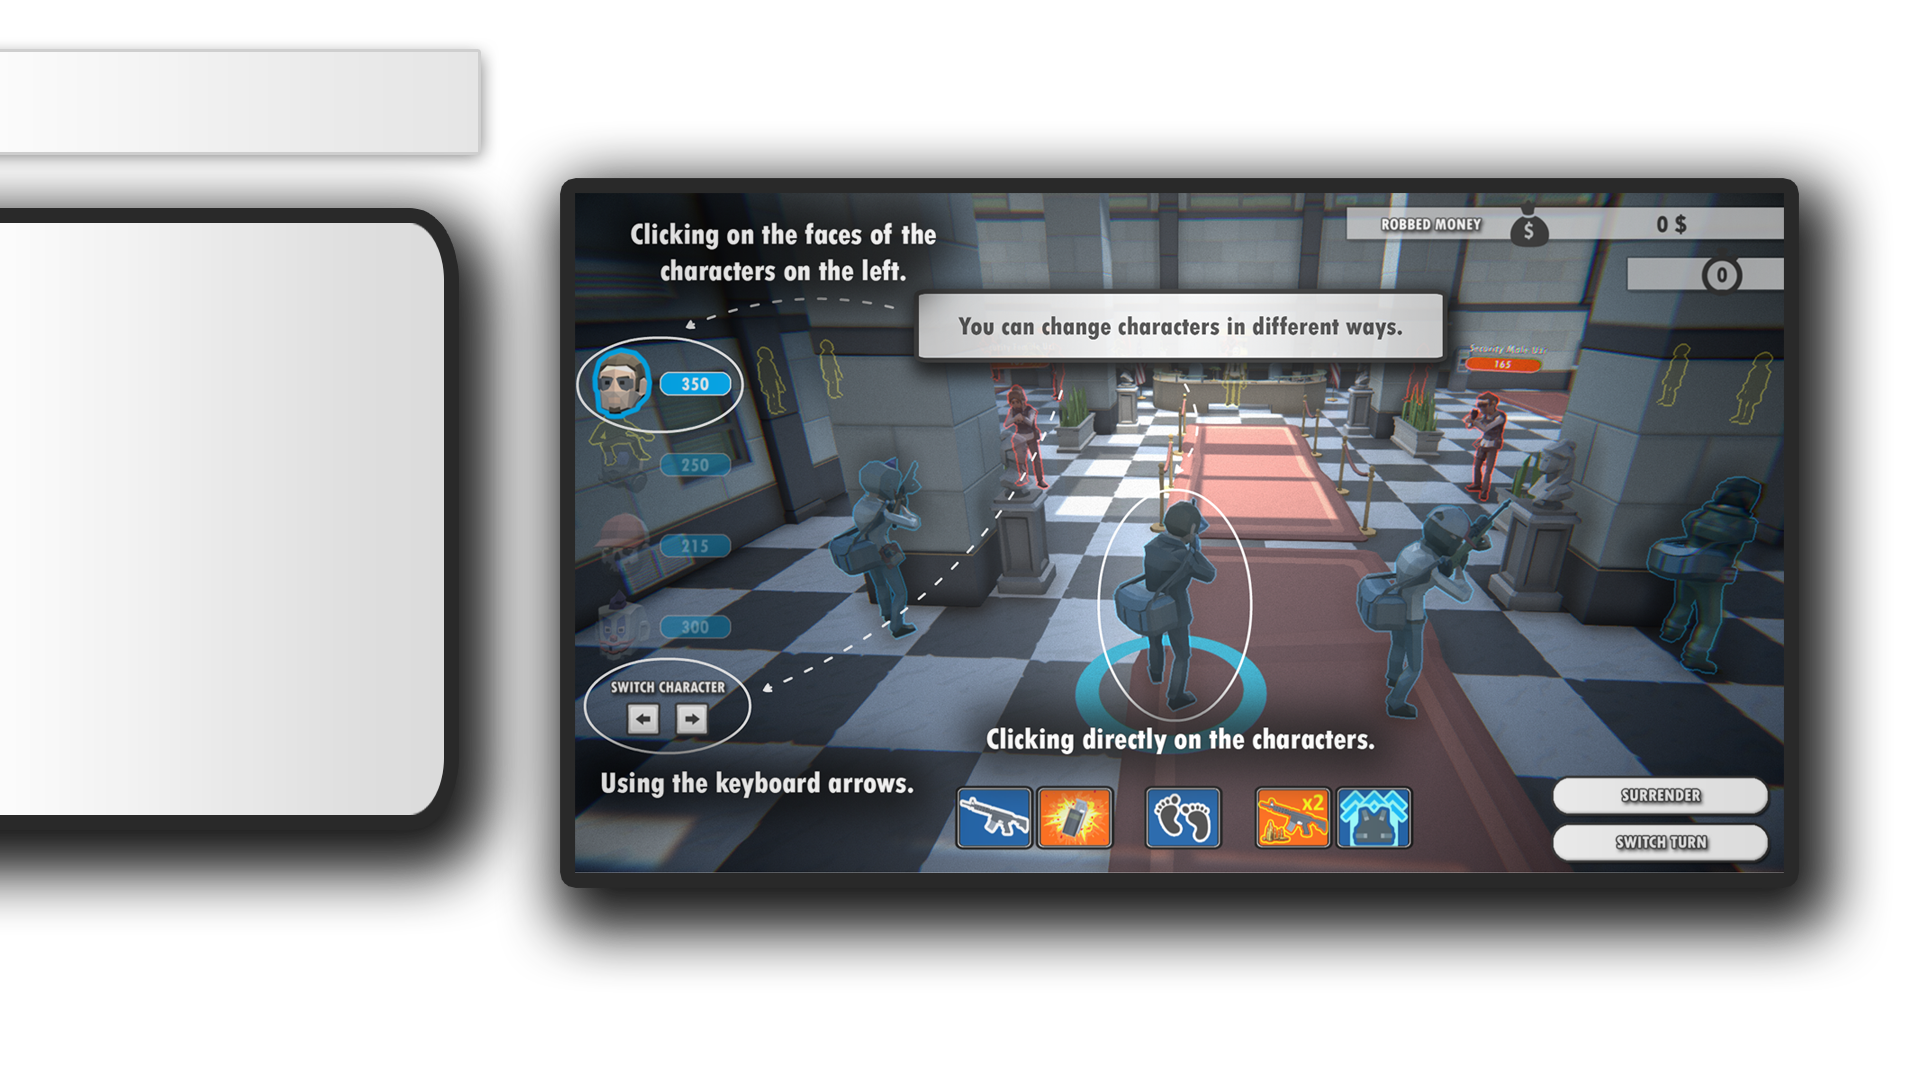 Clicking on the faces of the
characters on the left.
ROBBED MONEY
$
0 $
0
You can change characters in different ways.
165
350
250
215
300
SWITCH CHARACTER
Using the keyboard arrows.
Clicking directly on the characters.
x2
SURRENDER
SWITCH TURN